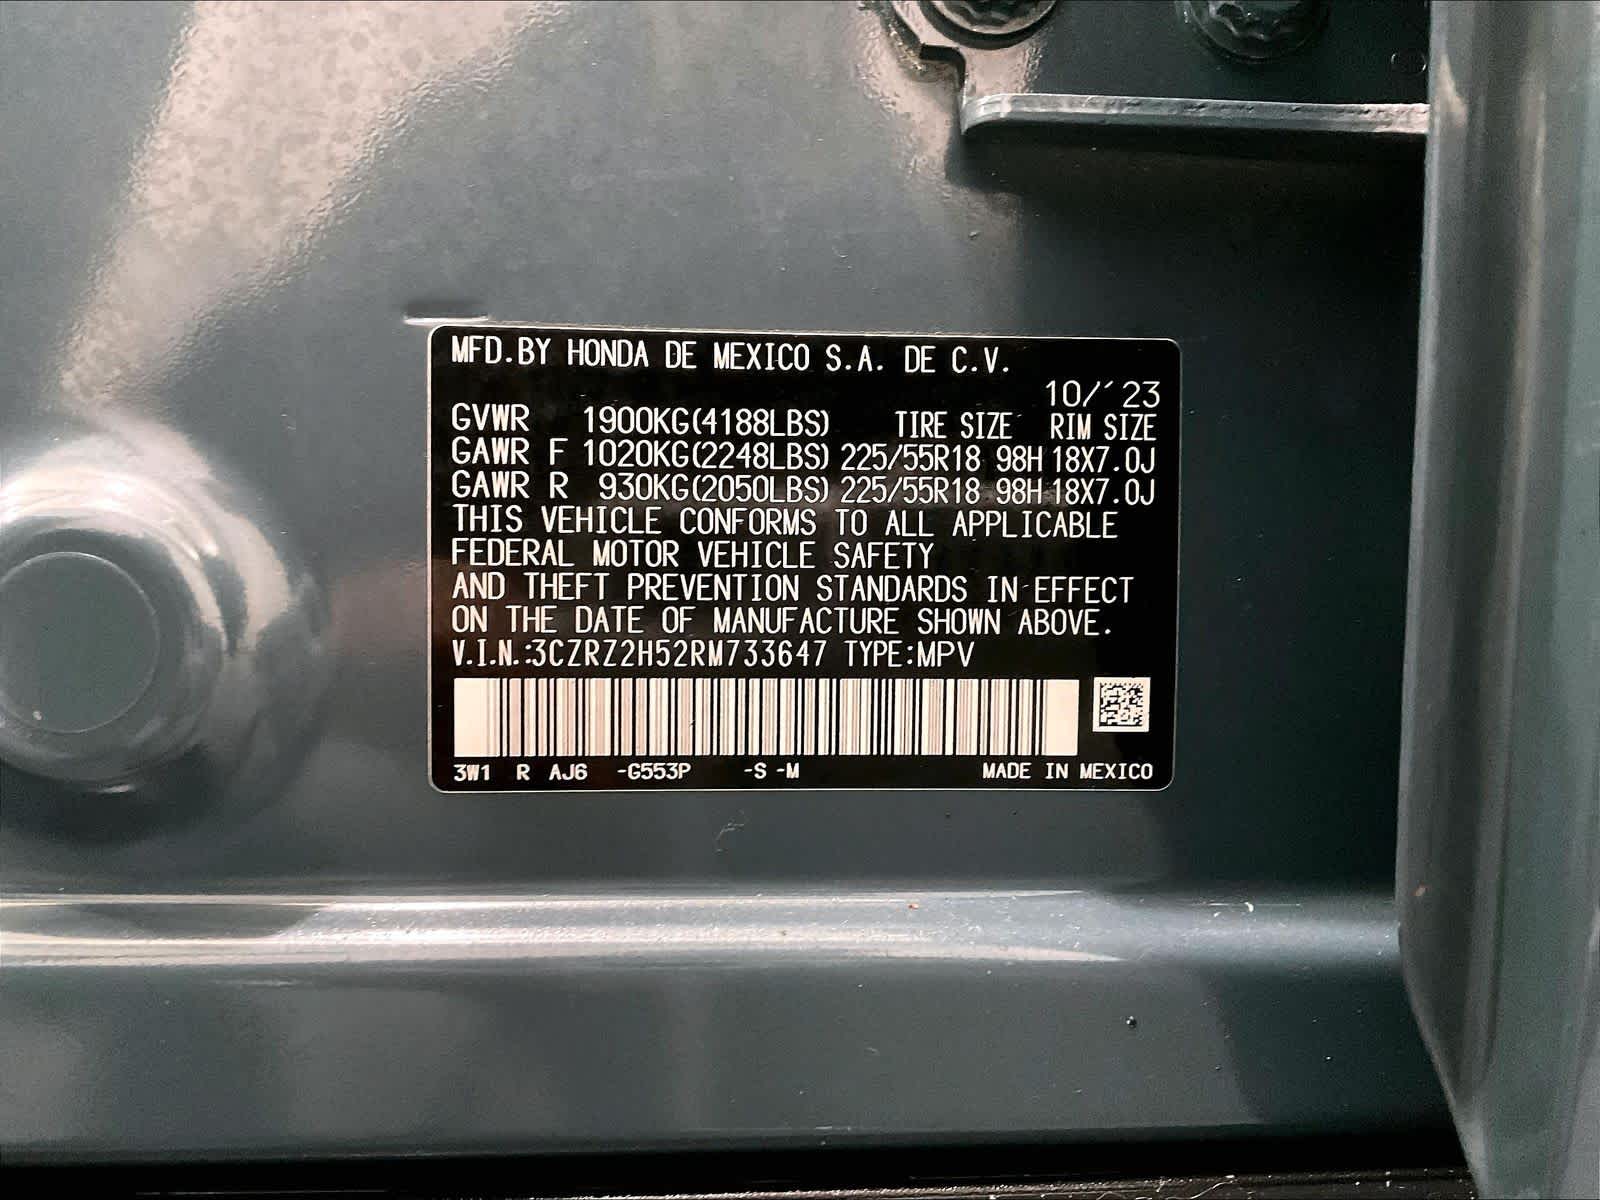 MFD.BY HONDA DE MEXICO S.A. DE C.V.
10/´23
GVWR 1900KG(4188LBS) TIRE SIZE RIM SIZE
GAWR F 1020KG(2248LBS) 225/55R18 98H 18X7.0J
GAWR R 930KG(2050LBS) 225/55R18 98H 18X7.0J
THIS VEHICLE CONFORMS TO ALL APPLICABLE
FEDERAL MOTOR VEHICLE SAFETY
AND THEFT PREVENTION STANDARDS IN EFFECT
ON THE DATE OF MANUFACTURE SHOWN ABOVE.
V.I.N.:3CZRZ2H52RM733647 TYPE:MPV
3W1 R AJ6 -G553P -S -M MADE IN MEXICO